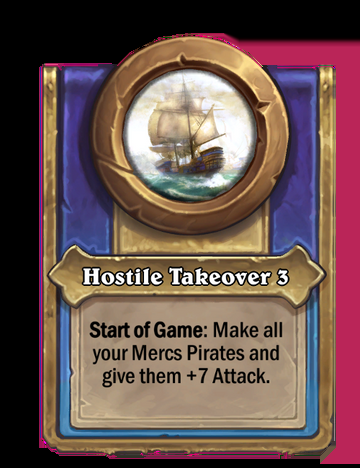 Hostile Takeover 3
Start of Game: Make all
your Mercs Pirates and
give them +7 Attack.